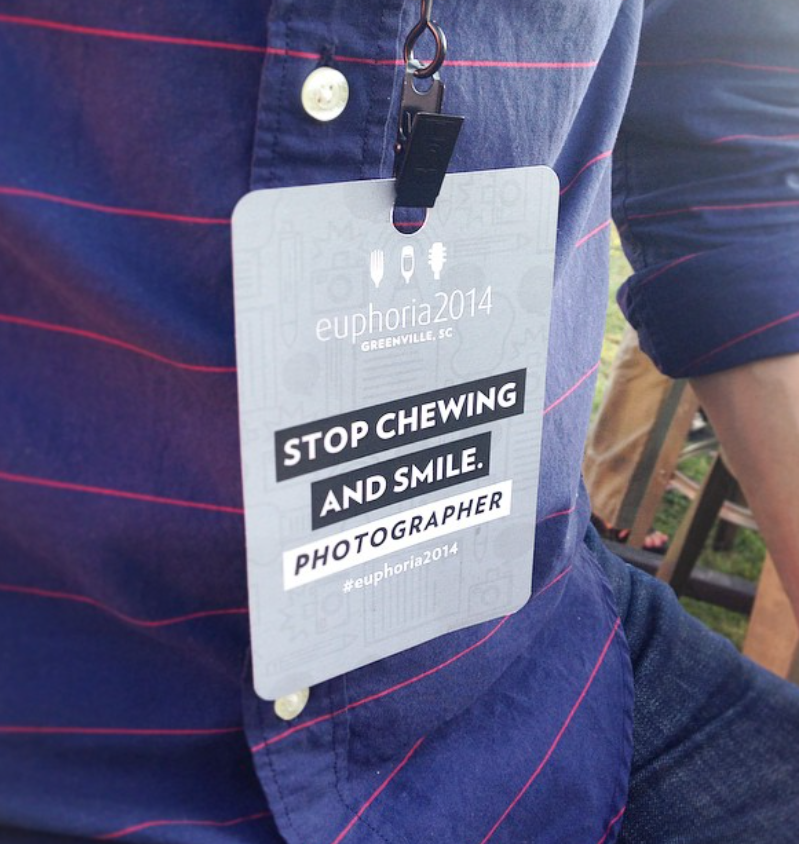 euphoria2014
GREENVILLE, SC
STOP CHEWING
AND SMILE.
PHOTOGRAPHER
#euphoria2014